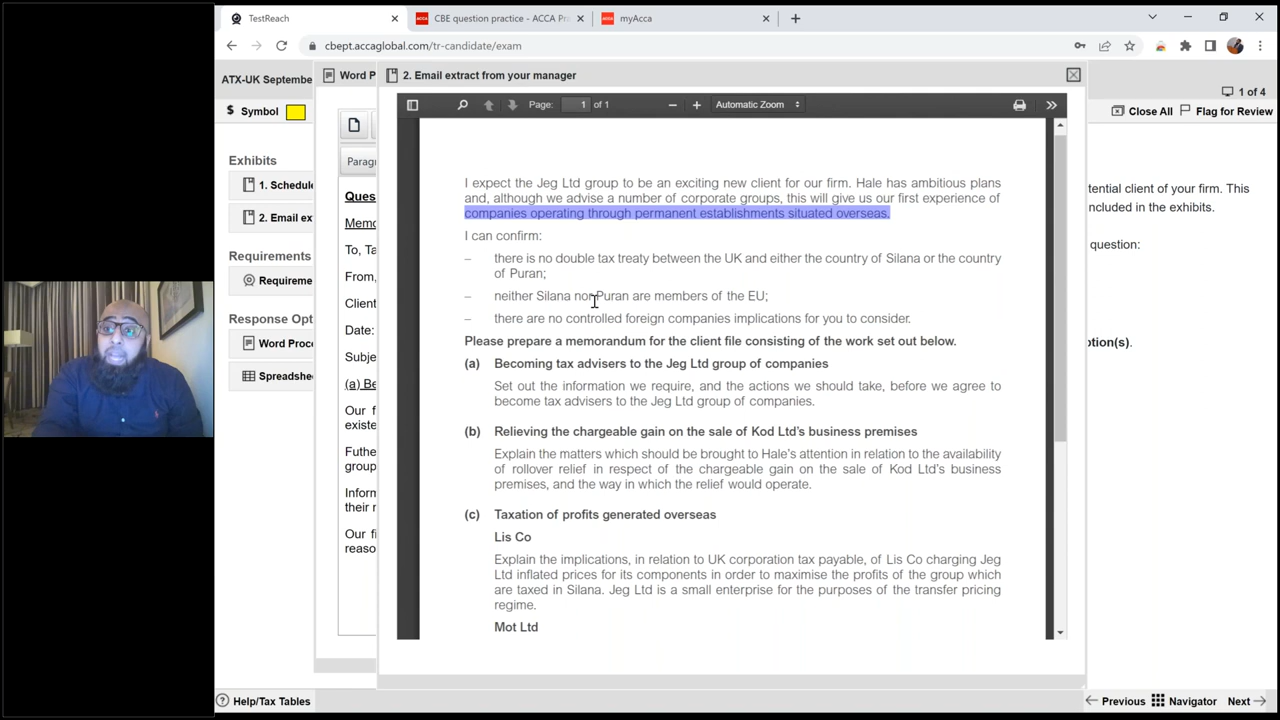 TestReach
CBE question practice - ACCA Pra
myAcca
cbept.accaglobal.com/tr-candidate/exam
ATX-UK Septembe
Word P
2. Email extract from your manager
1 of 4
$ Symbol
Page: 1 of 1
Automatic Zoom
Close All
Flag for Review
Exhibits
1. Schedule
2. Email ex
Requirements
Requireme
Response Opt
Word Proc
Spreadshe
Paragr
Ques
Memo
To, Ta
From,
Client
Date:
Subje
(a) Be
Our f
existe
Futhe
group
Inform
their r
Our fi
reaso
I expect the Jeg Ltd group to be an exciting new client for our firm. Hale has ambitious plans
and, although we advise a number of corporate groups, this will give us our first experience of
companies operating through permanent establishments situated overseas.
I can confirm:
– there is no double tax treaty between the UK and either the country of Silana or the country
of Puran;
– neither Silana nor Puran are members of the EU;
– there are no controlled foreign companies implications for you to consider.
Please prepare a memorandum for the client file consisting of the work set out below.
(a) Becoming tax advisers to the Jeg Ltd group of companies
Set out the information we require, and the actions we should take, before we agree to
become tax advisers to the Jeg Ltd group of companies.
(b) Relieving the chargeable gain on the sale of Kod Ltd's business premises
Explain the matters which should be brought to Hale's attention in relation to the availability
of rollover relief in respect of the chargeable gain on the sale of Kod Ltd's business
premises, and the way in which the relief would operate.
(c) Taxation of profits generated overseas
Lis Co
Explain the implications, in relation to UK corporation tax payable, of Lis Co charging Jeg
Ltd inflated prices for its components in order to maximise the profits of the group which
are taxed in Silana. Jeg Ltd is a small enterprise for the purposes of the transfer pricing
regime.
Mot Ltd
tential client of your firm. This
ncluded in the exhibits.
question:
ption(s).
Help/Tax Tables
Previous
Navigator
Next